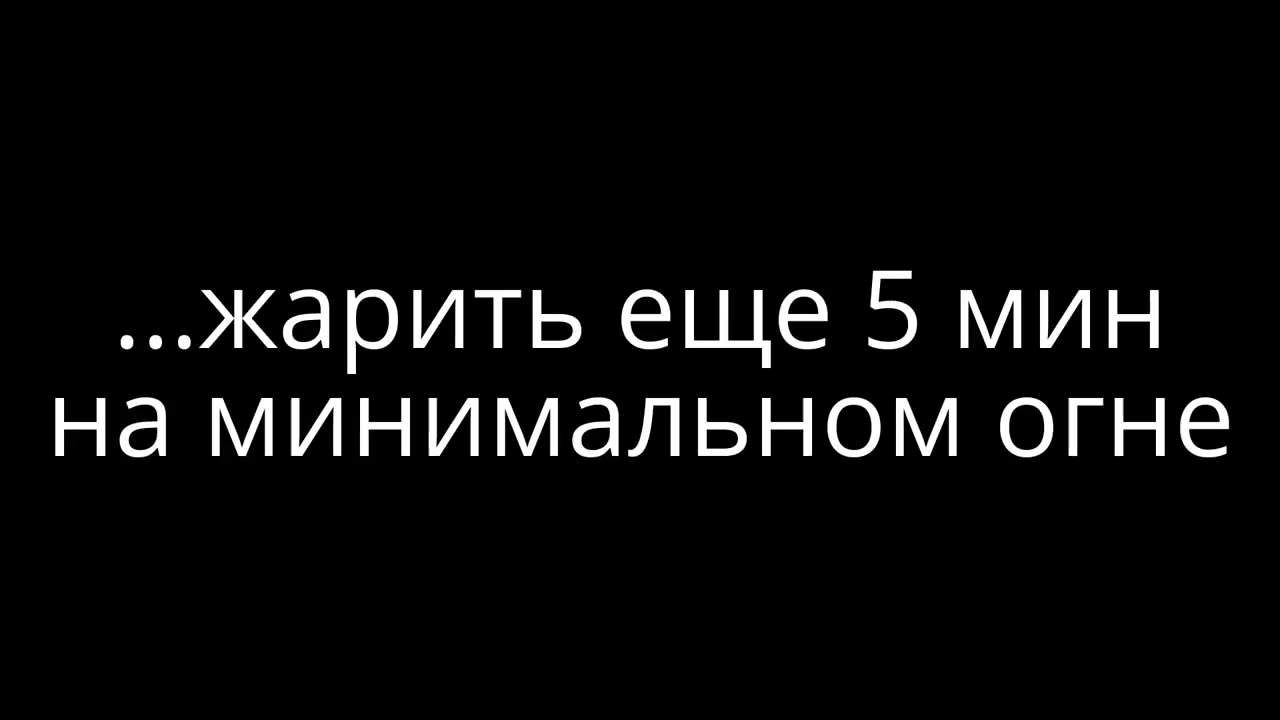 ...жарить еще 5 мин
на минимальном огне